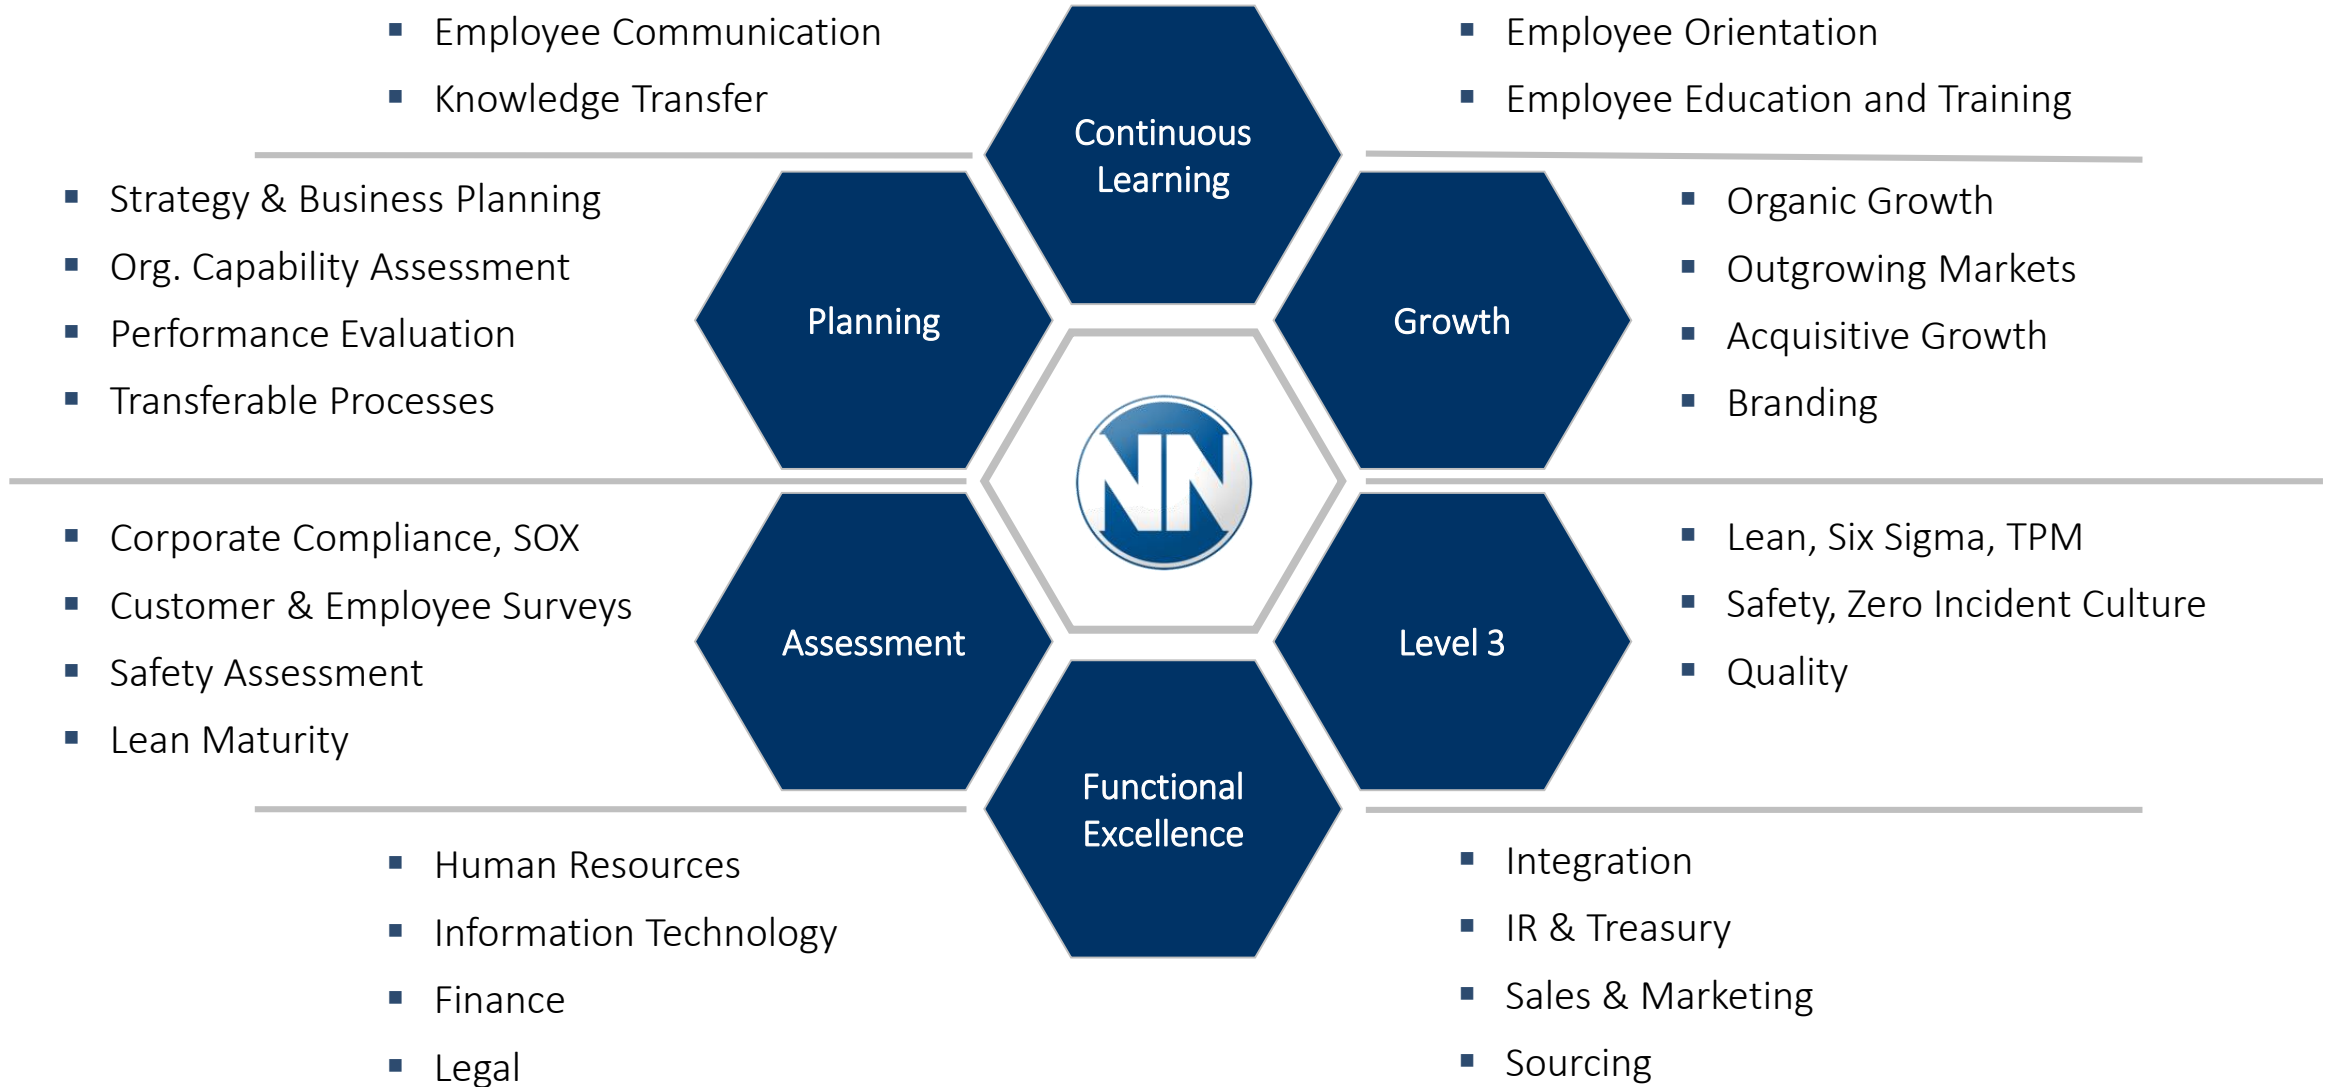 Employee Communication
Knowledge Transfer
Employee Orientation
Employee Education and Training
Continuous
Learning
Strategy & Business Planning
Org. Capability Assessment
Performance Evaluation
Transferable Processes
Planning
Growth
Organic Growth
Outgrowing Markets
Acquisitive Growth
Branding
NN
Corporate Compliance, SOX
Customer & Employee Surveys
Safety Assessment
Lean Maturity
Assessment
Level 3
Lean, Six Sigma, TPM
Safety, Zero Incident Culture
Quality
Functional
Excellence
Human Resources
Information Technology
Finance
Legal
Integration
IR & Treasury
Sales & Marketing
Sourcing